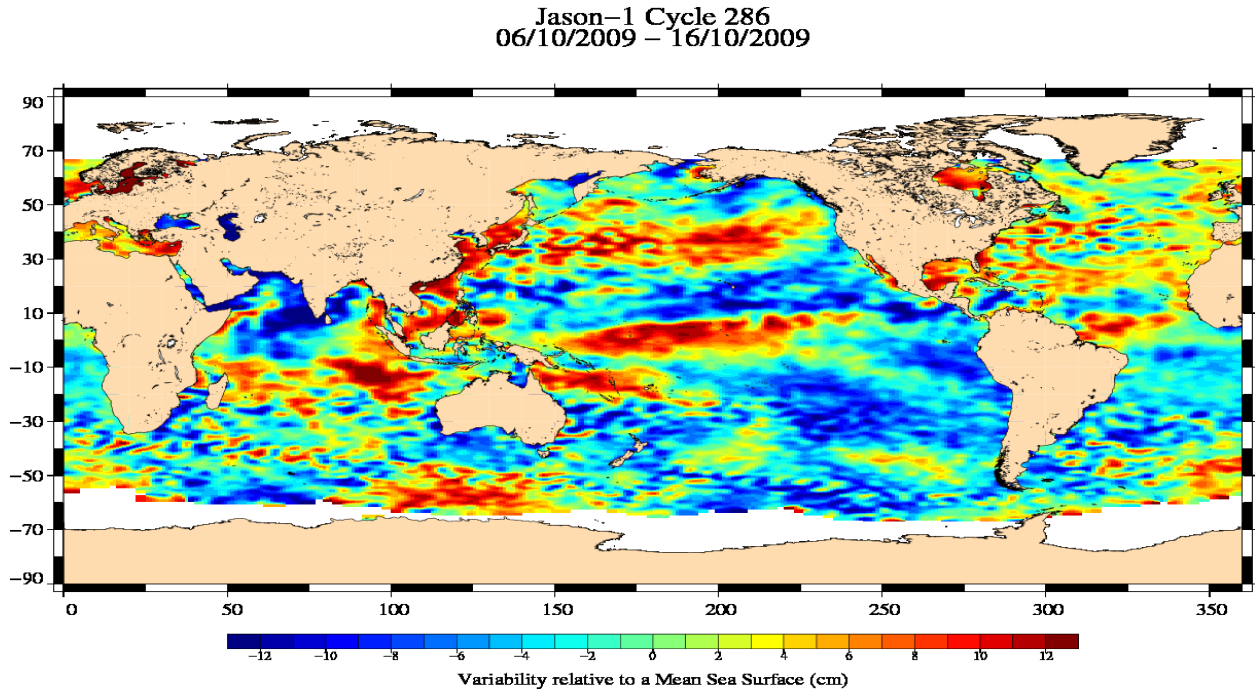 Jason−1 Cycle 286
06/10/2009 − 16/10/2009
90
70
50
30
10
−10
−30
−50
−70
−90
0 50 100 150 200 250 300 350
−12 −10 −8 −6 −4 −2 0 2 4 6 8 10 12
Variability relative to a Mean Sea Surface (cm)